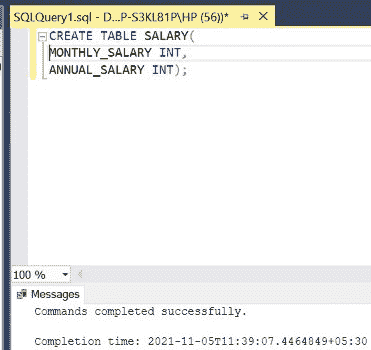 SQLQuery1.sql - D...P-S3KL81P\HP (56))*
CREATE TABLE SALARY(
MONTHLY_SALARY INT,
ANNUAL_SALARY INT);
100 %
Messages
Commands completed successfully.
Completion time: 2021-11-05T11:39:07.4464849+05:30